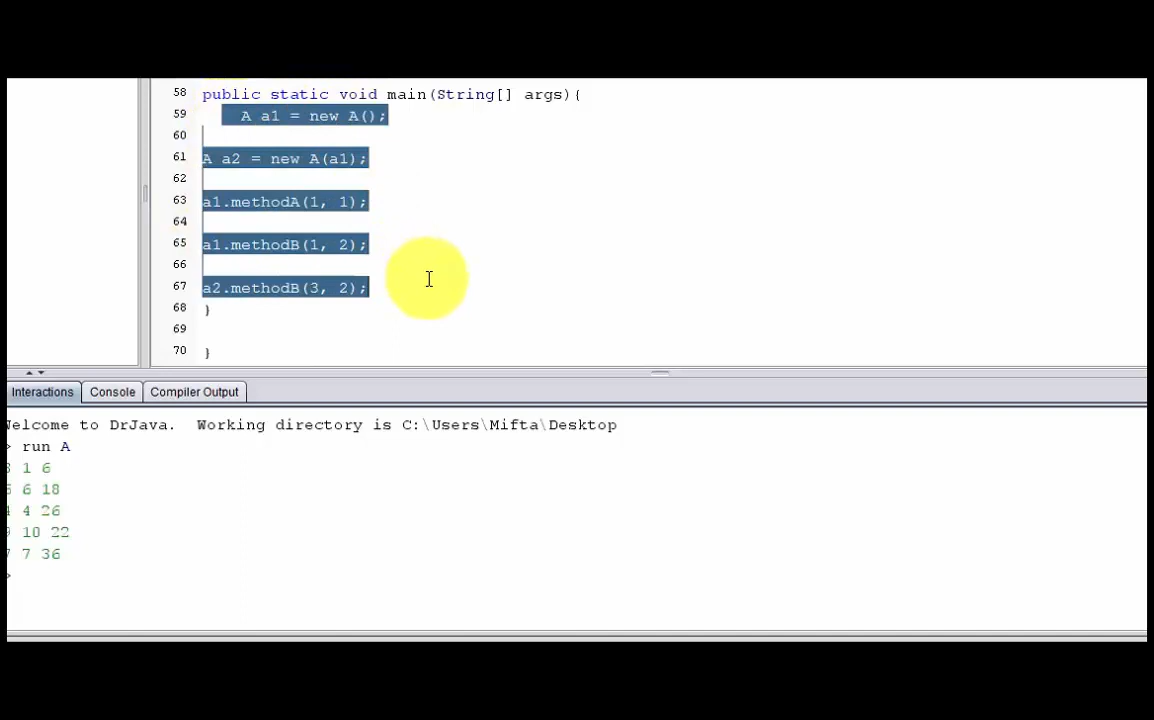 58 public static void main(String[] args){
59 A a1 = new A();
60
61 A a2 = new A(a1);
62
63 a1.methodA(1, 1);
64
65 a1.methodB(1, 2);
66
67 a2.methodB(3, 2);
68 }
69
70 }
Interactions Console Compiler Output
Welcome to DrJava. Working directory is C:\Users\Mifta\Desktop
> run A
1 6
6 18
4 26
10 22
7 36
>